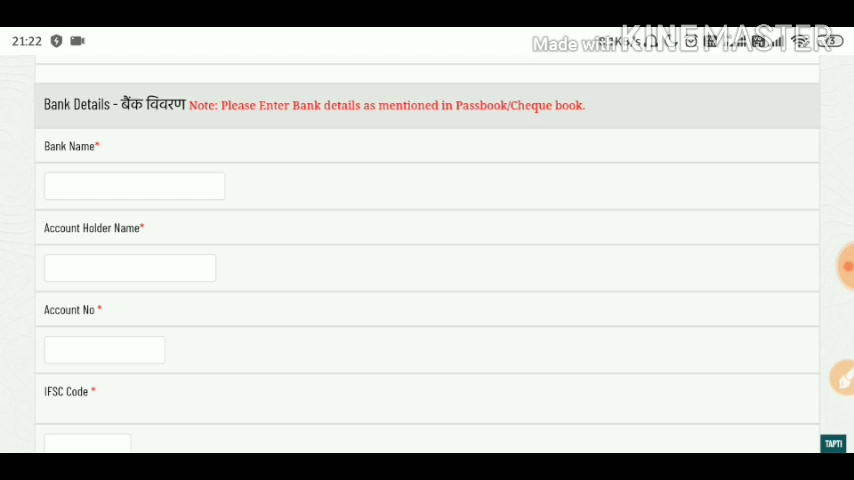 21:22
Made with KINEMASTER
Bank Details - बैंक विवरण Note: Please Enter Bank details as mentioned in Passbook/Cheque book.
Bank Name*
Account Holder Name*
Account No *
IFSC Code *
TAPTI